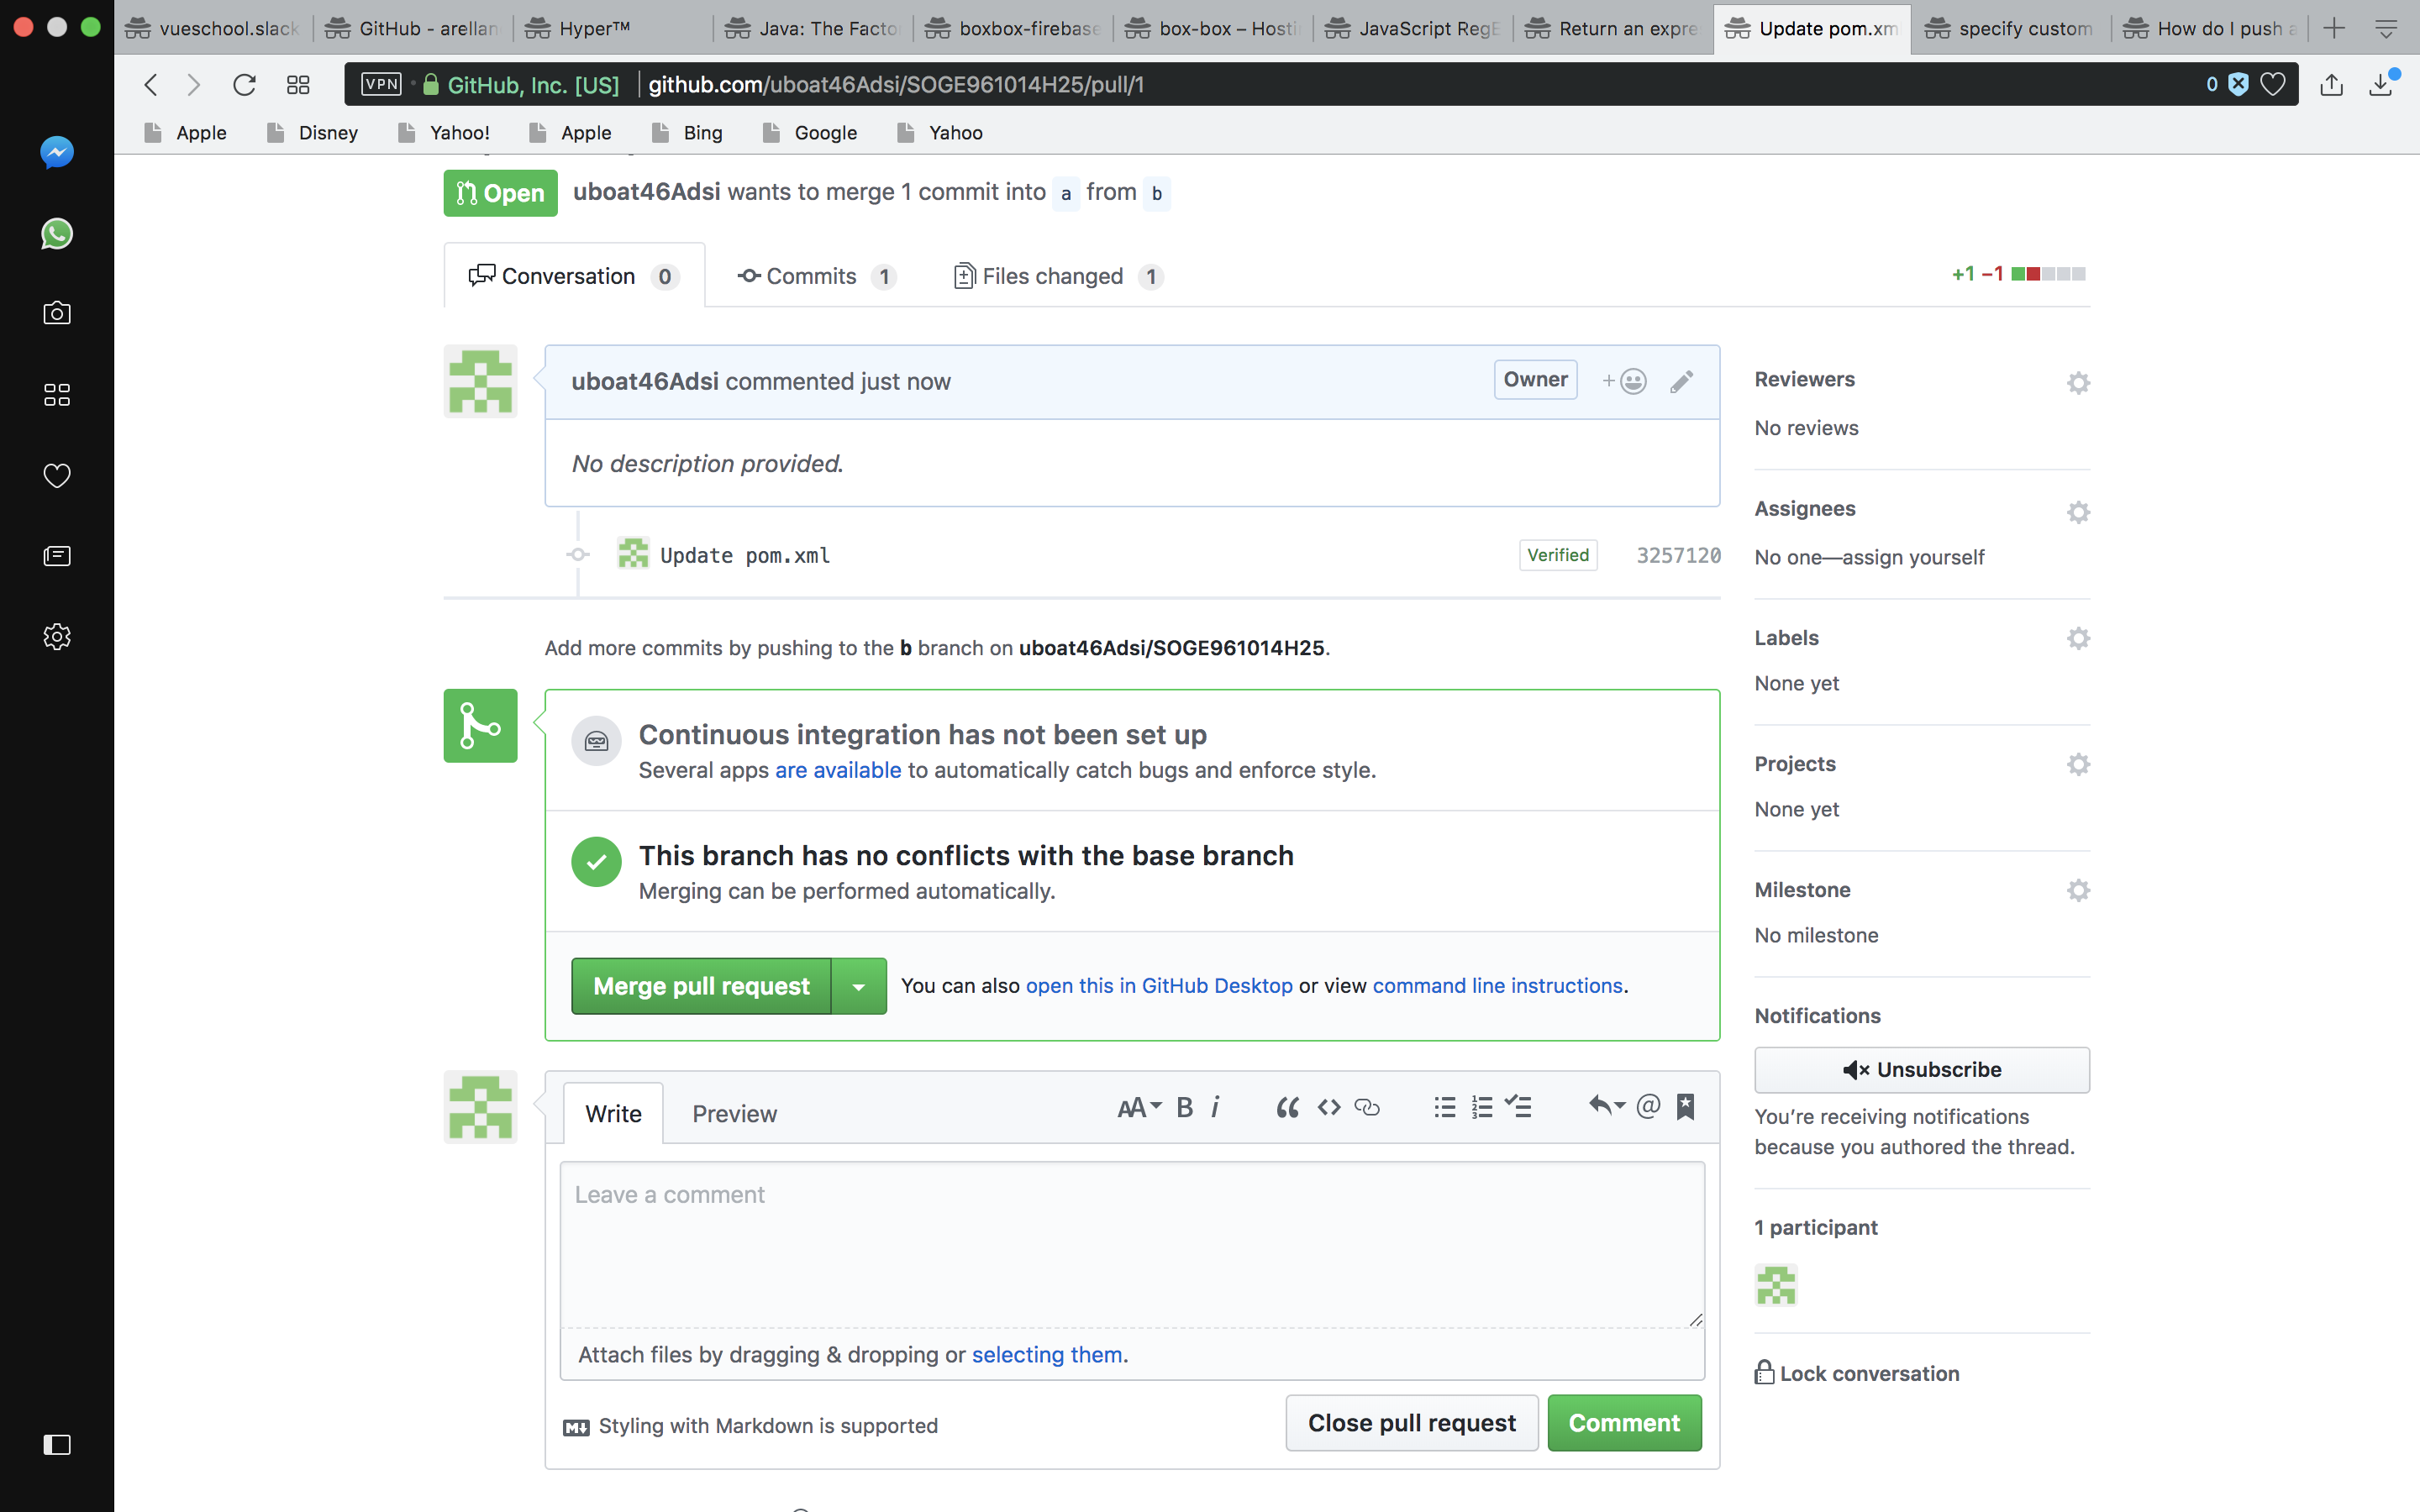 vueschool.slack
GitHub - arellan
Hyper™
Java: The Facto
boxbox-firebase
box-box – Hosti
JavaScript RegE
Return an expre
Update pom.xm
specify custom
How do I push a
VPN GitHub, Inc. [US] github.com/uboat46Adsi/SOGE961014H25/pull/1 0
Apple Disney Yahoo! Apple Bing Google Yahoo
Open uboat46Adsi wants to merge 1 commit into a from b
Conversation 0 Commits 1 Files changed 1 +1 −1
uboat46Adsi commented just now Owner +
No description provided.
Update pom.xml Verified 3257120
Add more commits by pushing to the b branch on uboat46Adsi/SOGE961014H25.
Continuous integration has not been set up
Several apps are available to automatically catch bugs and enforce style.
This branch has no conflicts with the base branch
Merging can be performed automatically.
Merge pull request You can also open this in GitHub Desktop or view command line instructions.
Write Preview AA B i
Leave a comment
Attach files by dragging & dropping or selecting them.
Styling with Markdown is supported
Close pull request Comment
Reviewers
No reviews
Assignees
No one—assign yourself
Labels
None yet
Projects
None yet
Milestone
No milestone
Notifications
Unsubscribe
You’re receiving notifications
because you authored the thread.
1 participant
Lock conversation